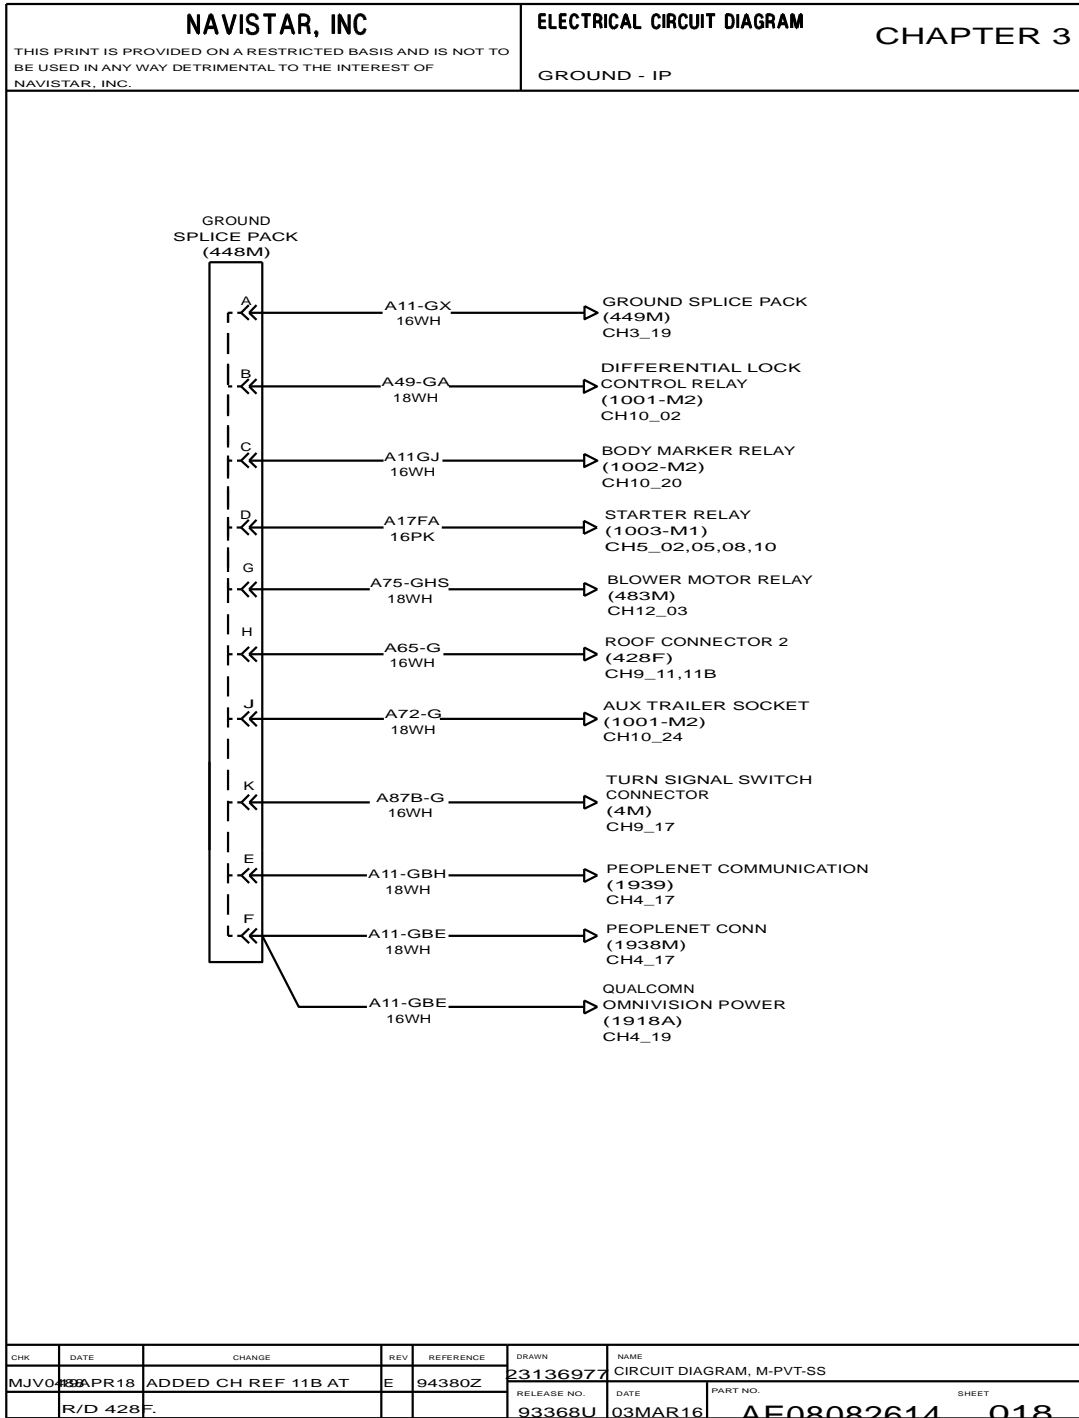 NAVISTAR, INC
THIS PRINT IS PROVIDED ON A RESTRICTED BASIS AND IS NOT TO
BE USED IN ANY WAY DETRIMENTAL TO THE INTEREST OF
NAVISTAR, INC.
ELECTRICAL CIRCUIT DIAGRAM
GROUND - IP
CHAPTER 3
GROUND
SPLICE PACK
(448M)
A
A11-GX
16WH
GROUND SPLICE PACK
(449M)
CH3_19
B
A49-GA
18WH
DIFFERENTIAL LOCK
CONTROL RELAY
(1001-M2)
CH10_02
C
A11GJ
16WH
BODY MARKER RELAY
(1002-M2)
CH10_20
D
A17FA
16PK
STARTER RELAY
(1003-M1)
CH5_02,05,08,10
G
A75-GHS
18WH
BLOWER MOTOR RELAY
(483M)
CH12_03
H
A65-G
16WH
ROOF CONNECTOR 2
(428F)
CH9_11,11B
J
A72-G
18WH
AUX TRAILER SOCKET
(1001-M2)
CH10_24
K
A87B-G
16WH
TURN SIGNAL SWITCH
CONNECTOR
(4M)
CH9_17
E
A11-GBH
18WH
PEOPLENET COMMUNICATION
(1939)
CH4_17
F
A11-GBE
18WH
PEOPLENET CONN
(1938M)
CH4_17
A11-GBE
16WH
QUALCOMN
OMNIVISION POWER
(1918A)
CH4_19
CHK DATE CHANGE REV REFERENCE
ADDED CH REF 11B AT E 94380Z
R/D 428F.
DRAWN
23136977
NAME
CIRCUIT DIAGRAM, M-PVT-SS
RELEASE NO.
93368U
DATE
03MAR16
PART NO.
AE08082614
SHEET
018